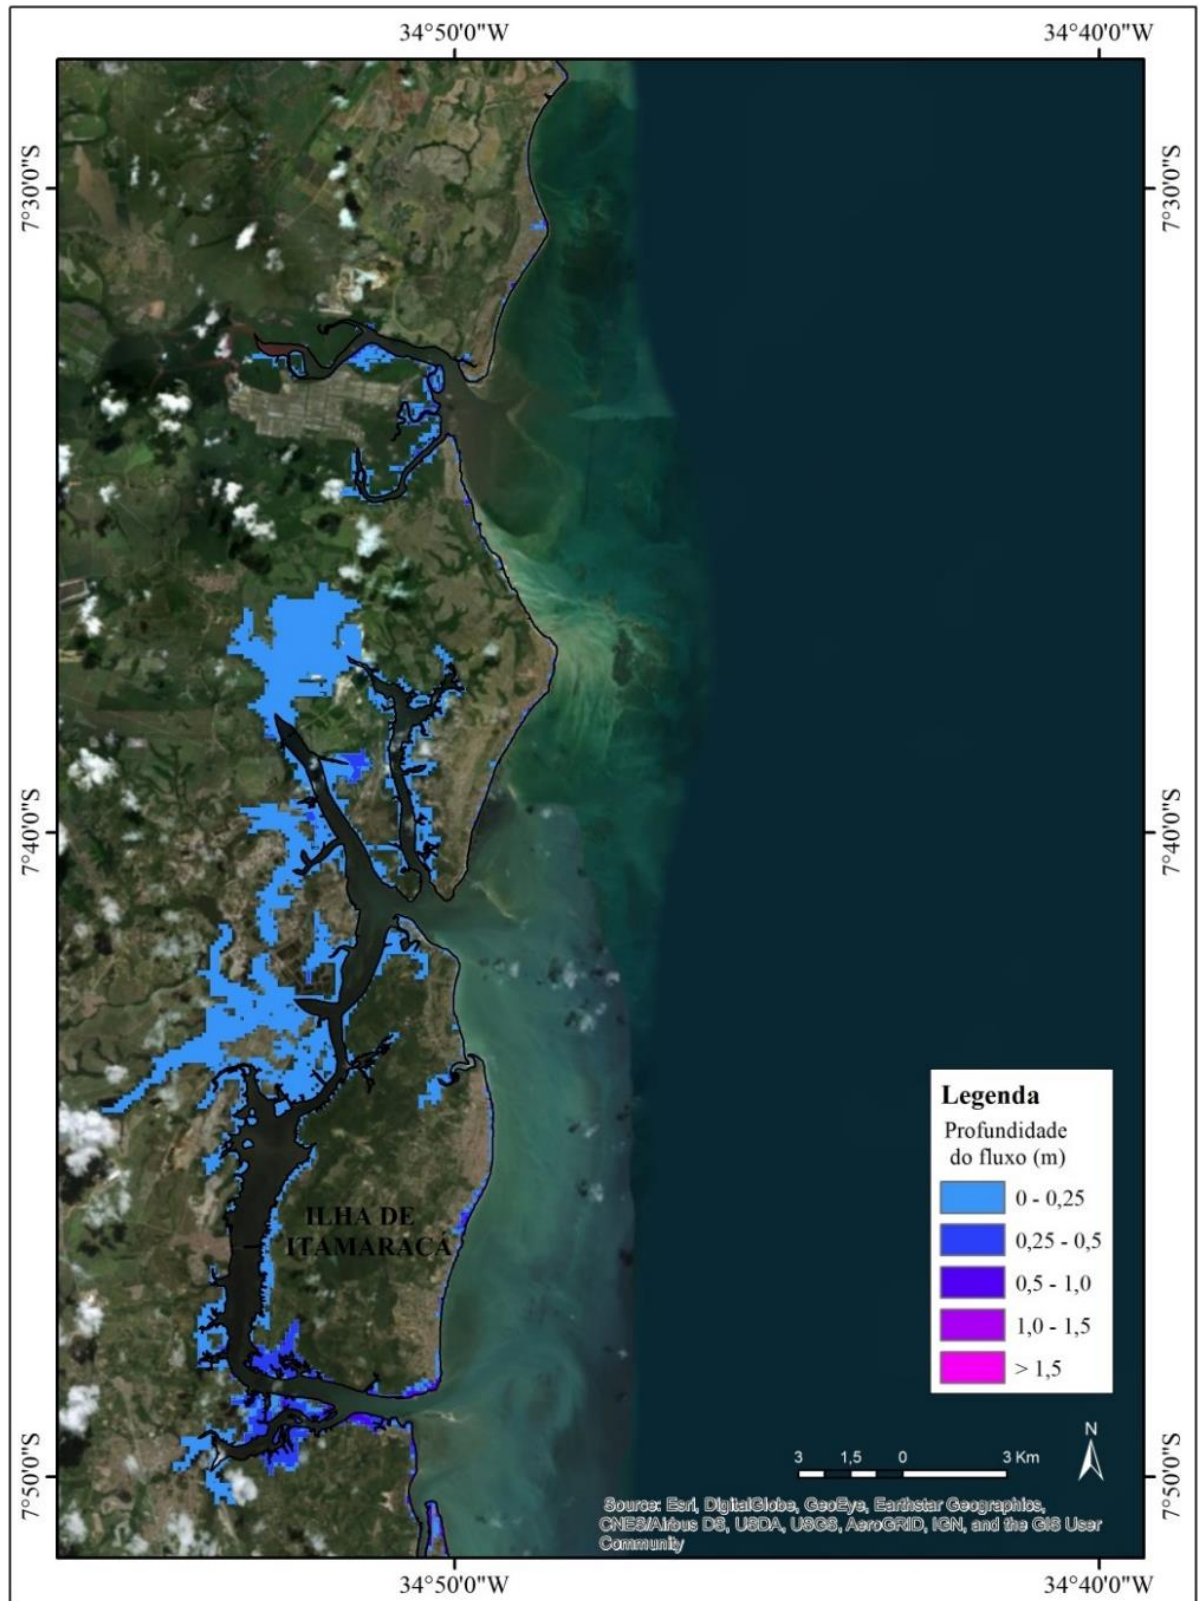 34°50'0"W
34°40'0"W
7°30'0"S
7°30'0"S
7°40'0"S
7°40'0"S
ILHA DE
ITAMARACÁ
Legenda
Profundidade
do fluxo (m)
0 - 0,25
0,25 - 0,5
0,5 - 1,0
1,0 - 1,5
> 1,5
N
3 1,5 0 3 Km
7°50'0"S
7°50'0"S
Source: Esri, DigitalGlobe, GeoEye, Earthstar Geographics,
CNES/Airbus DS, USDA, USGS, AeroGRID, IGN, and the GIS User
Community
34°50'0"W
34°40'0"W